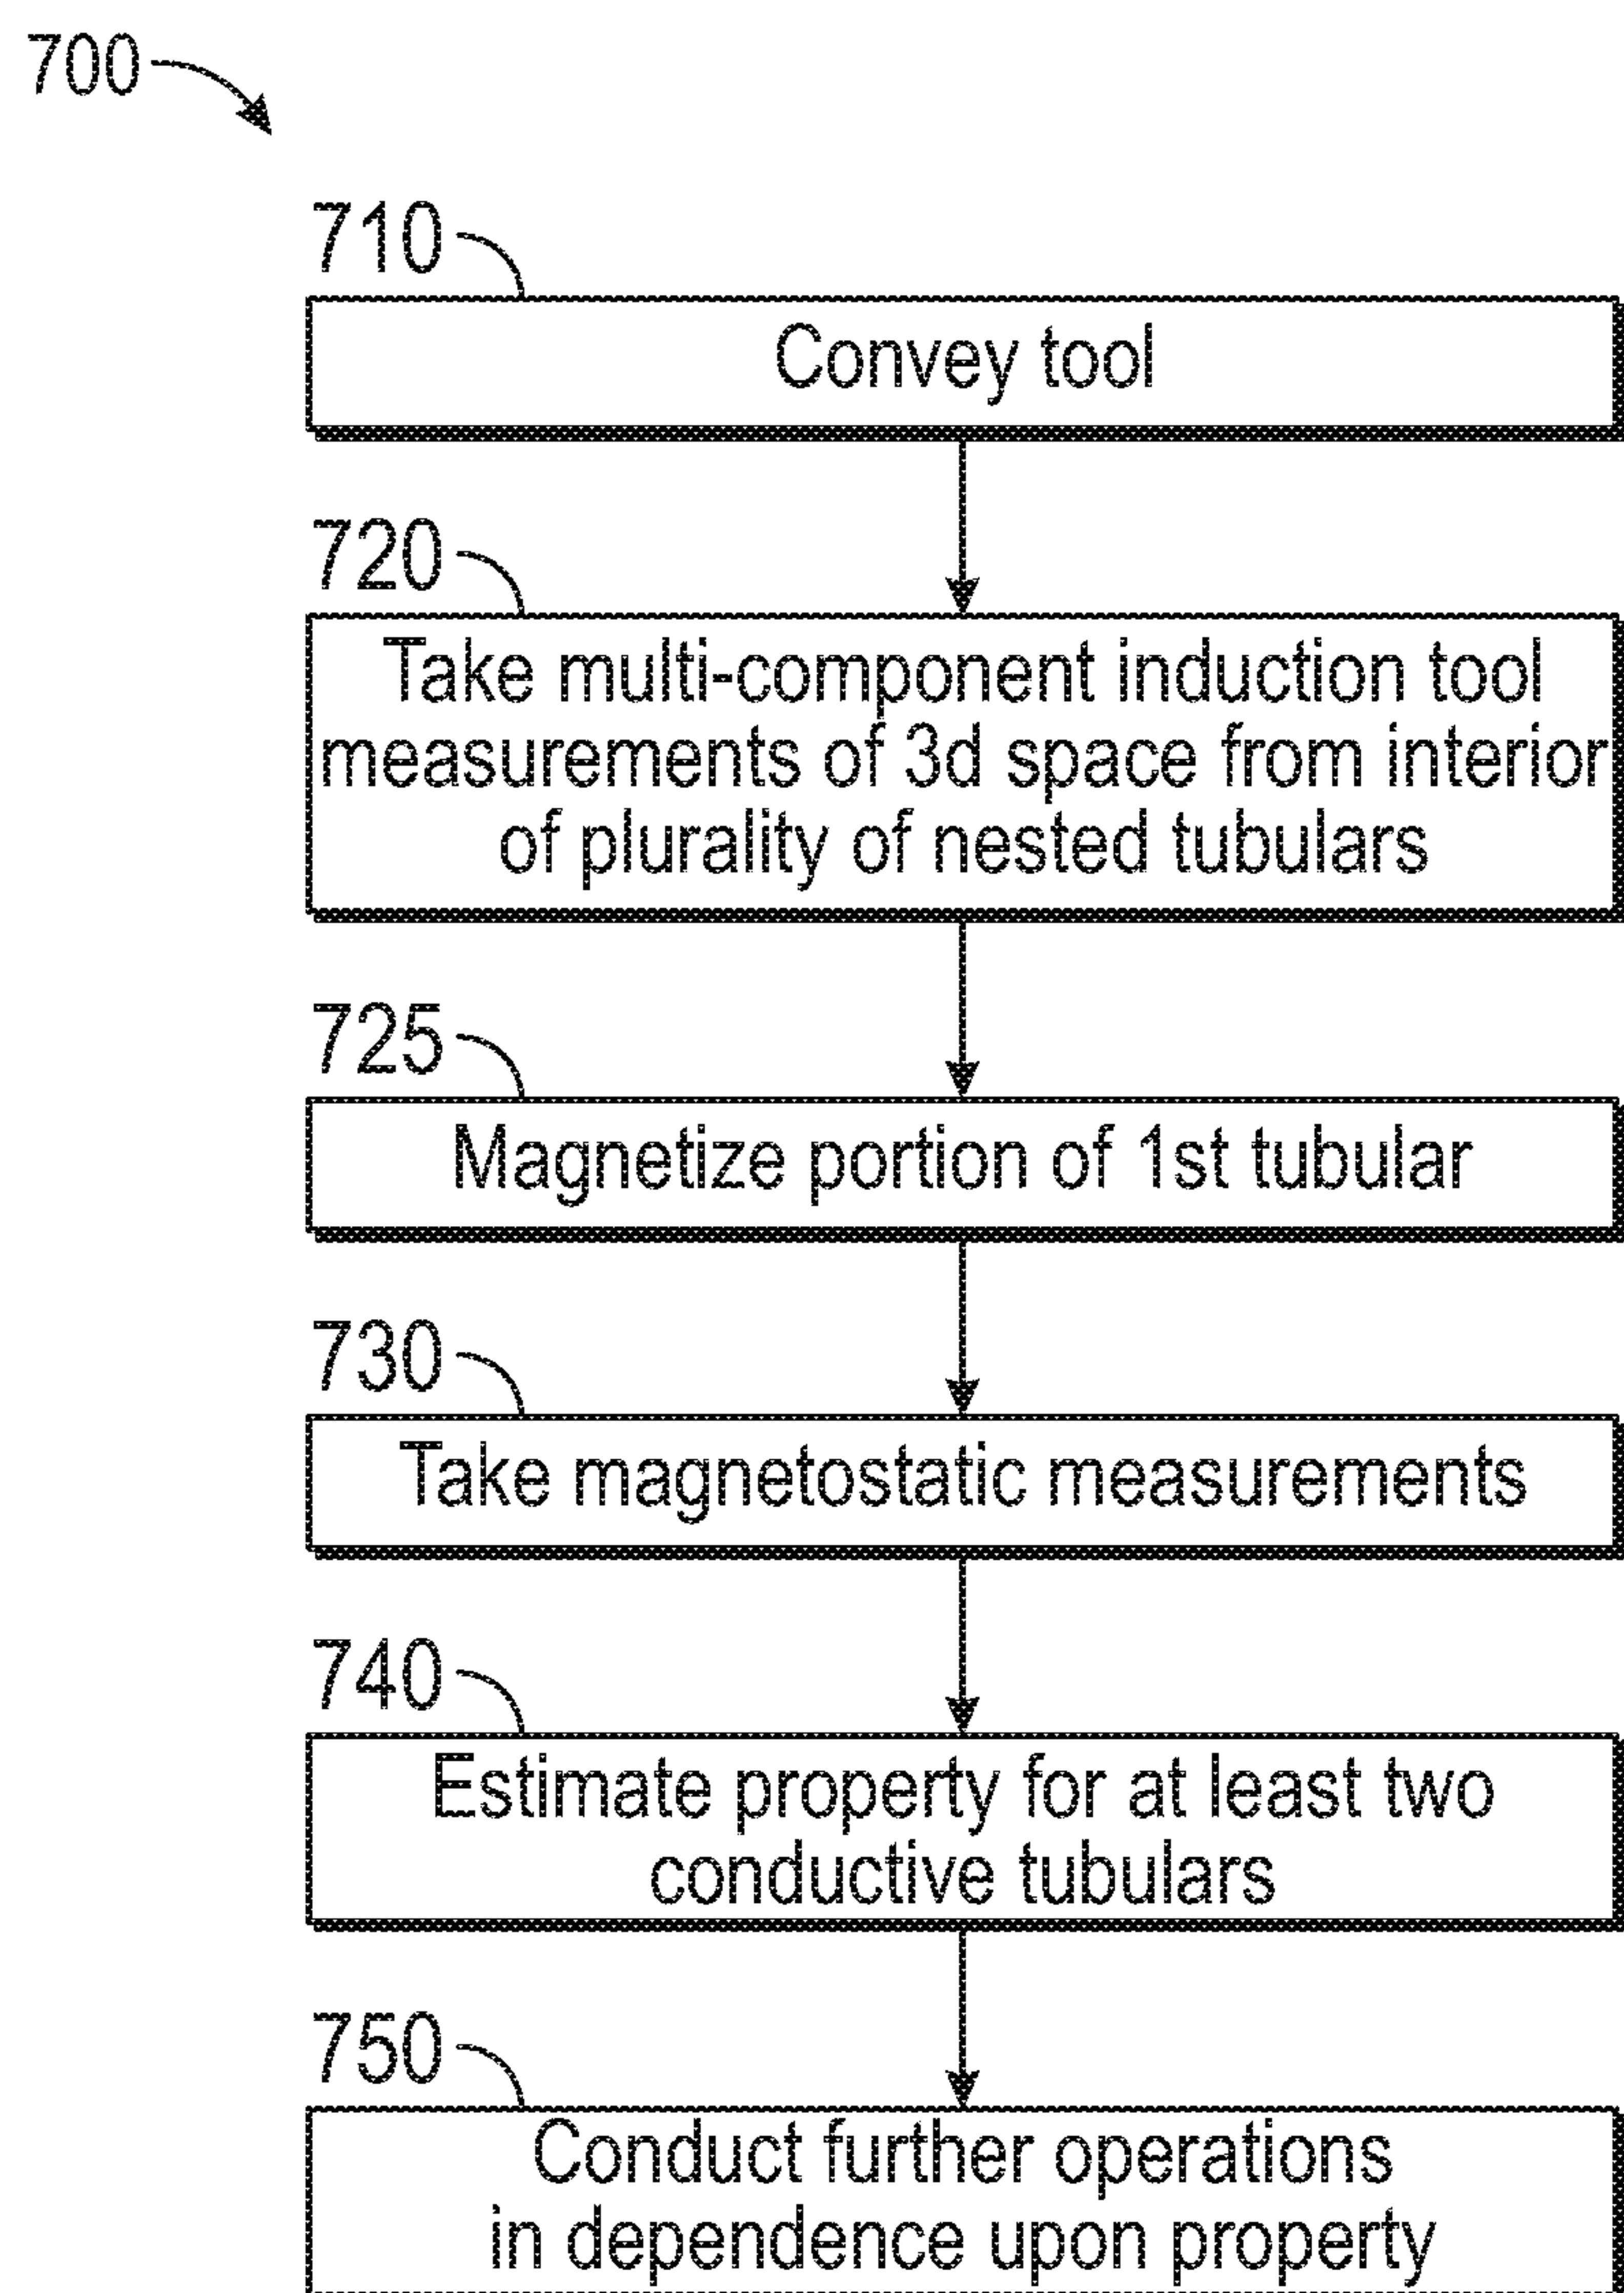 700
710
Convey tool
720
Take multi-component induction tool
measurements of 3d space from interior
of plurality of nested tubulars
725
Magnetize portion of 1st tubular
730
Take magnetostatic measurements
740
Estimate property for at least two
conductive tubulars
750
Conduct further operations
in dependence upon property